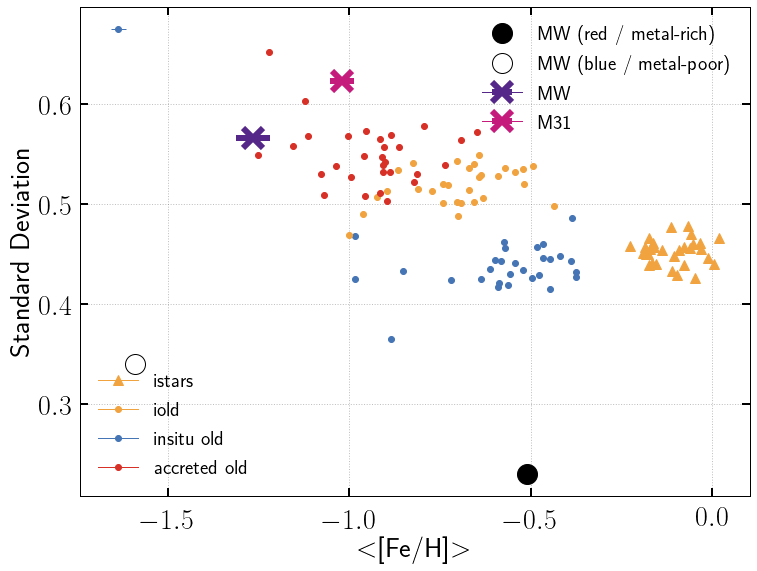 MW (red / metal-rich)
MW (blue / metal-poor)
MW
M31
0.6
0.5
0.4
0.3
Standard Deviation
istars
iold
insitu old
accreted old
−1.5
−1.0
−0.5
0.0
<[Fe/H]>